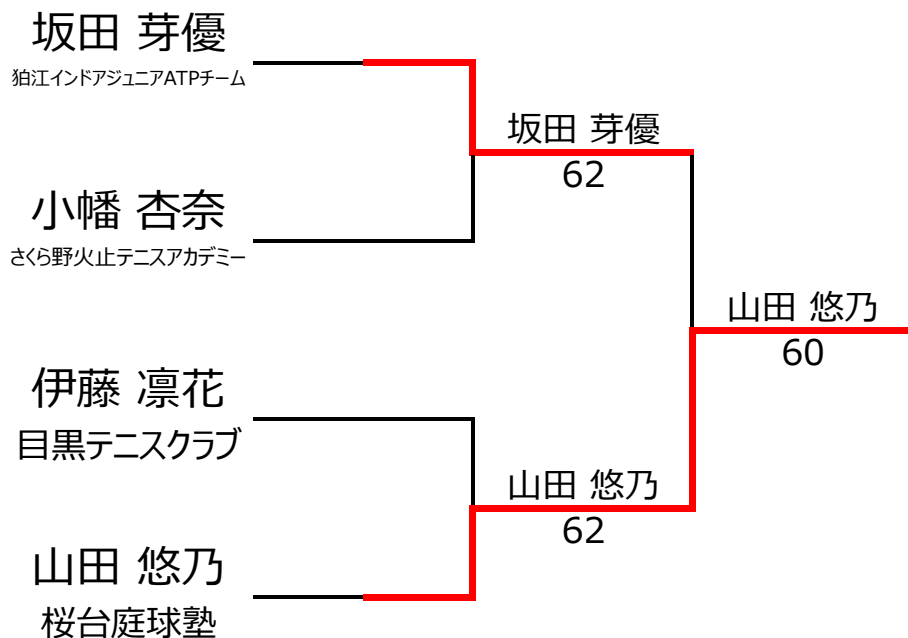 坂田 芽優
狛江インドアジュニアATPチーム
坂田 芽優
62
小幡 杏奈
さくら野火止テニスアカデミー
山田 悠乃
60
伊藤 凛花
目黒テニスクラブ
山田 悠乃
62
山田 悠乃
桜台庭球塾